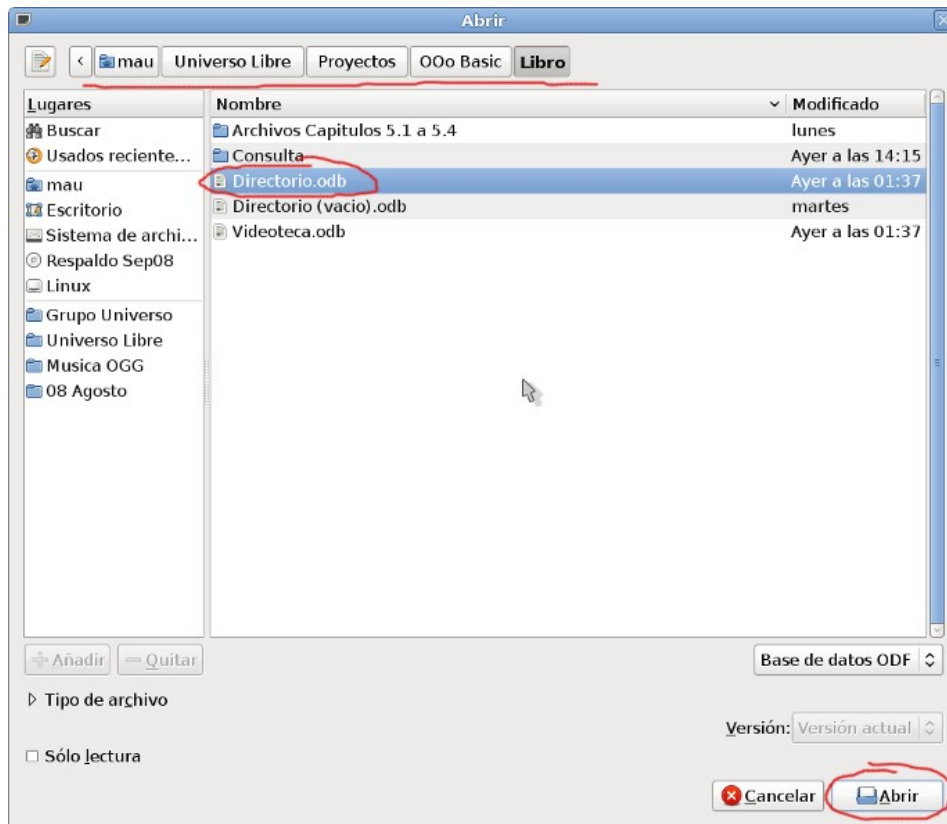 Abrir
mau Universo Libre Proyectos OOo Basic Libro
Lugares Nombre Modificado
Buscar Archivos Capitulos 5.1 a 5.4 lunes
Usados reciente... Consulta Ayer a las 14:15
mau Directorio.odb Ayer a las 01:37
Escritorio Directorio (vacio).odb martes
Sistema de archi... Videoteca.odb Ayer a las 01:37
Respaldo Sep08
Linux
Grupo Universo
Universo Libre
Musica OGG
08 Agosto
Añadir Quitar Base de datos ODF
Tipo de archivo
Versión: Versión actual
Sólo lectura
Cancelar Abrir